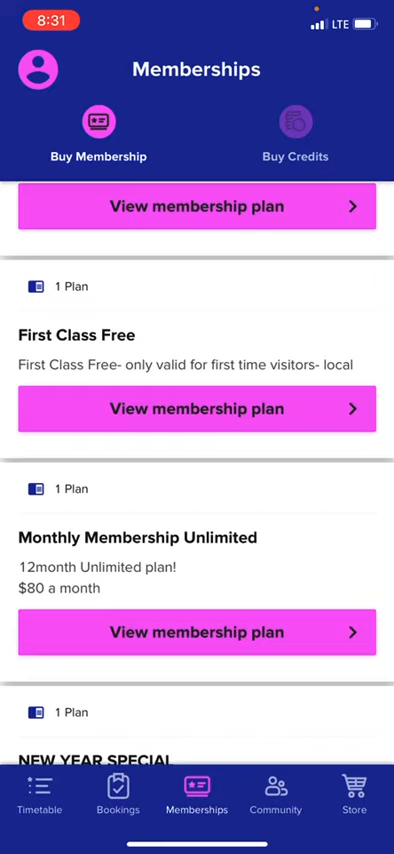 8:31
LTE
Memberships
Buy Membership
Buy Credits
View membership plan
1 Plan
First Class Free
First Class Free- only valid for first time visitors- local
View membership plan
1 Plan
Monthly Membership Unlimited
12month Unlimited plan!
$80 a month
View membership plan
1 Plan
NEW YEAR SPECIAL
Timetable
Bookings
Memberships
Community
Store